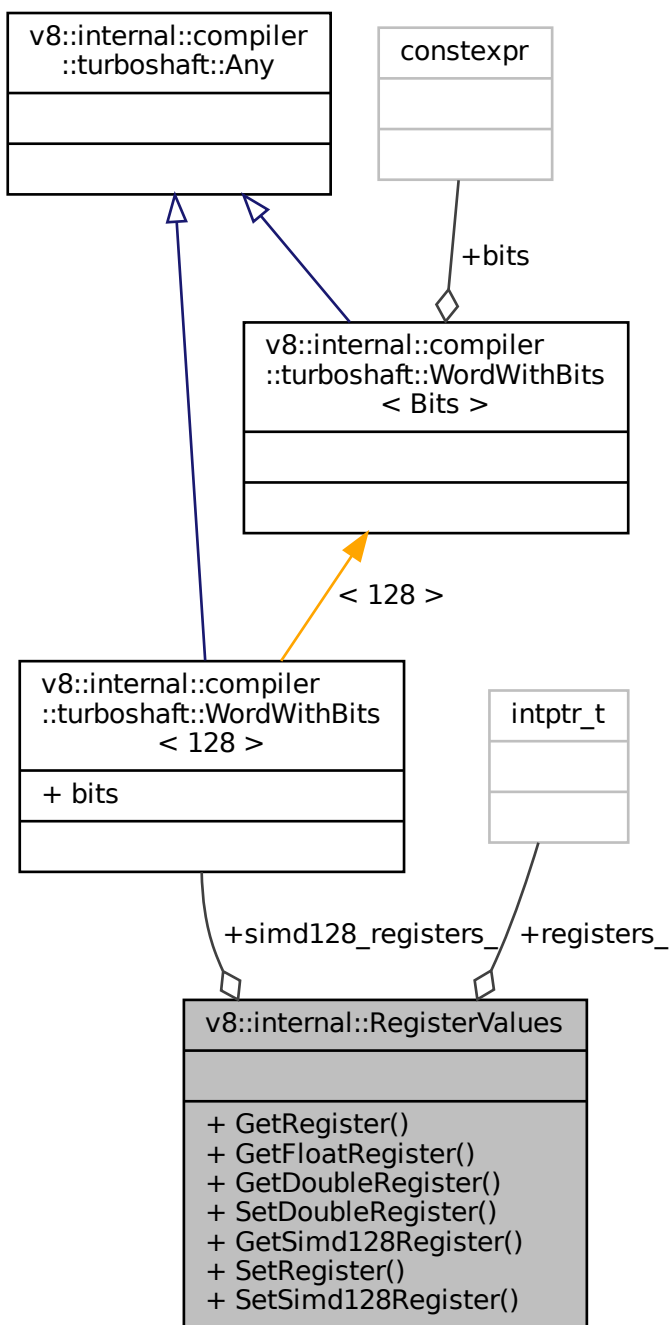 v8::internal::compiler
::turboshaft::Any
constexpr
+bits
v8::internal::compiler
::turboshaft::WordWithBits
< Bits >
< 128 >
v8::internal::compiler
::turboshaft::WordWithBits
< 128 >
+ bits
intptr_t
+simd128_registers_
+registers_
v8::internal::RegisterValues
+ GetRegister()
+ GetFloatRegister()
+ GetDoubleRegister()
+ SetDoubleRegister()
+ GetSimd128Register()
+ SetRegister()
+ SetSimd128Register()